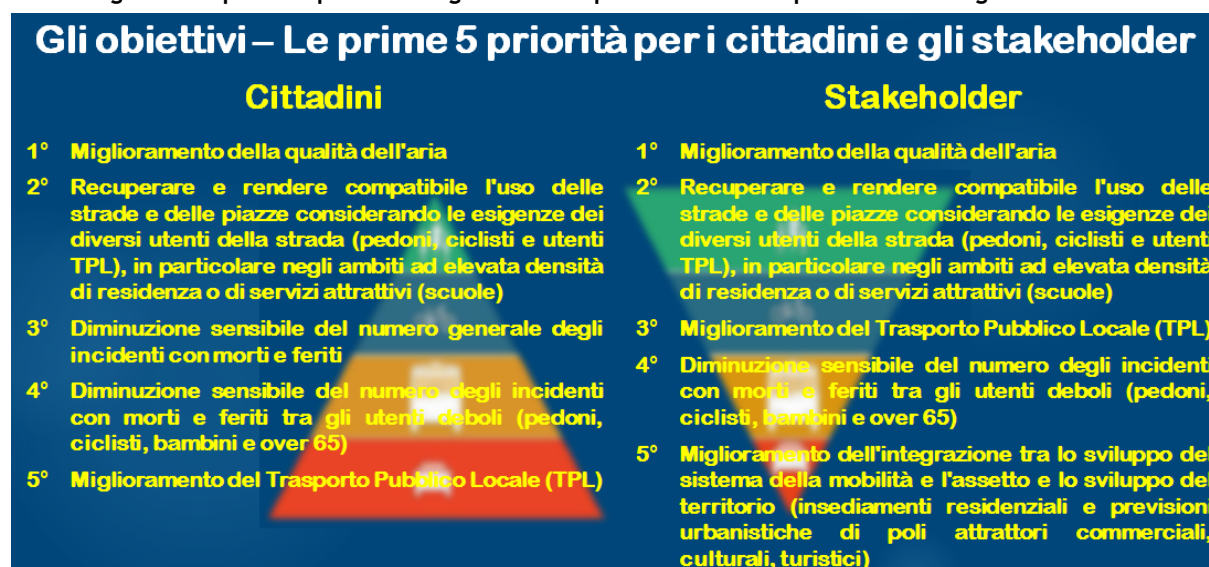 Gli obiettivi – Le prime 5 priorità per i cittadini e gli stakeholder
Cittadini
1° Miglioramento della qualità dell'aria
2° Recuperare e rendere compatibile l'uso delle
strade e delle piazze considerando le esigenze dei
diversi utenti della strada (pedoni, ciclisti e utenti
TPL), in particolare negli ambiti ad elevata densità
di residenza o di servizi attrattivi (scuole)
3° Diminuzione sensibile del numero generale degli
incidenti con morti e feriti
4° Diminuzione sensibile del numero degli incidenti
con morti e feriti tra gli utenti deboli (pedoni,
ciclisti, bambini e over 65)
5° Miglioramento del Trasporto Pubblico Locale (TPL)
Stakeholder
1° Miglioramento della qualità dell'aria
2° Recuperare e rendere compatibile l'uso delle
strade e delle piazze considerando le esigenze dei
diversi utenti della strada (pedoni, ciclisti e utenti
TPL), in particolare negli ambiti ad elevata densità
di residenza o di servizi attrattivi (scuole)
3° Miglioramento del Trasporto Pubblico Locale (TPL)
4° Diminuzione sensibile del numero degli incidenti
con morti e feriti tra gli utenti deboli (pedoni,
ciclisti, bambini e over 65)
5° Miglioramento dell'integrazione tra lo sviluppo del
sistema della mobilità e l'assetto e lo sviluppo del
territorio (insediamenti residenziali e previsioni
urbanistiche di poli attrattori commerciali,
culturali, turistici)